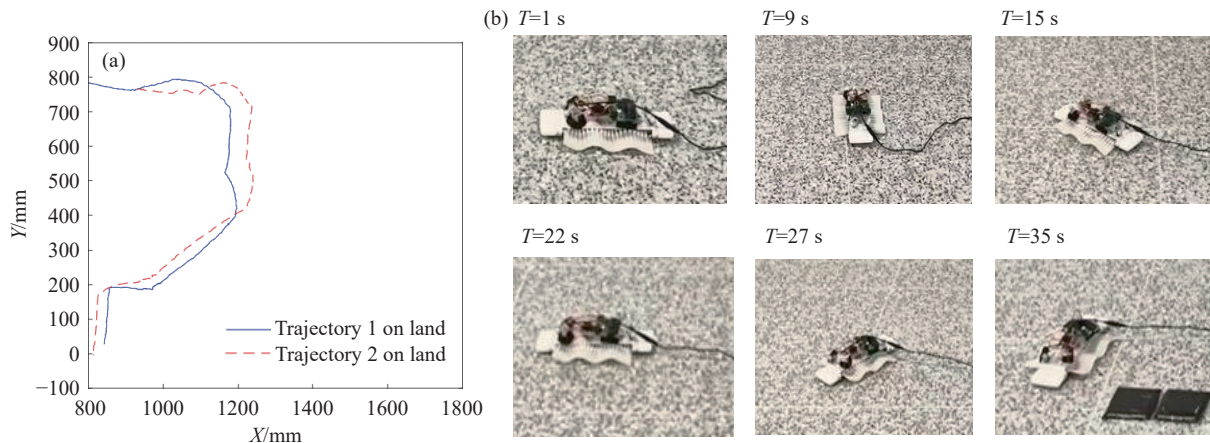 (a)
900
800
700
600
500
400
300
200
100
0
−100
800
1000
1200
1400
1600
1800
Y/mm
X/mm
Trajectory 1 on land
Trajectory 2 on land
(b)
T=1 s
T=9 s
T=15 s
T=22 s
T=27 s
T=35 s